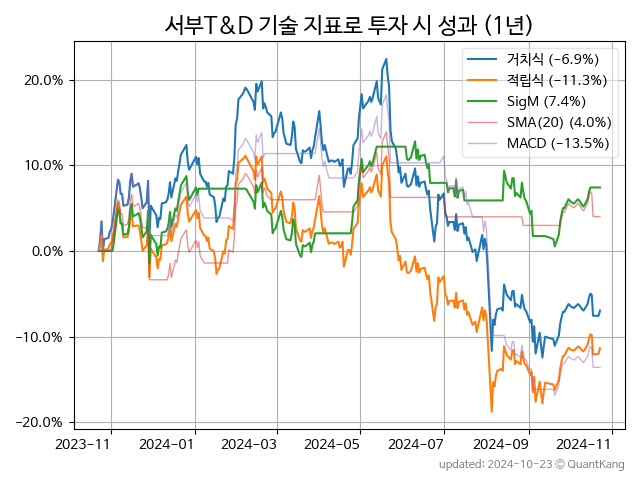 서부T&D 기술 지표로 투자 시 성과 (1년)
거치식 (−6.9%)
적립식 (−11.3%)
SigM (7.4%)
SMA(20) (4.0%)
MACD (−13.5%)
20.0%
10.0%
0.0%
−10.0%
−20.0%
2023-11 2024-01 2024-03 2024-05 2024-07 2024-09 2024-11
updated: 2024-10-23 © QuantKang